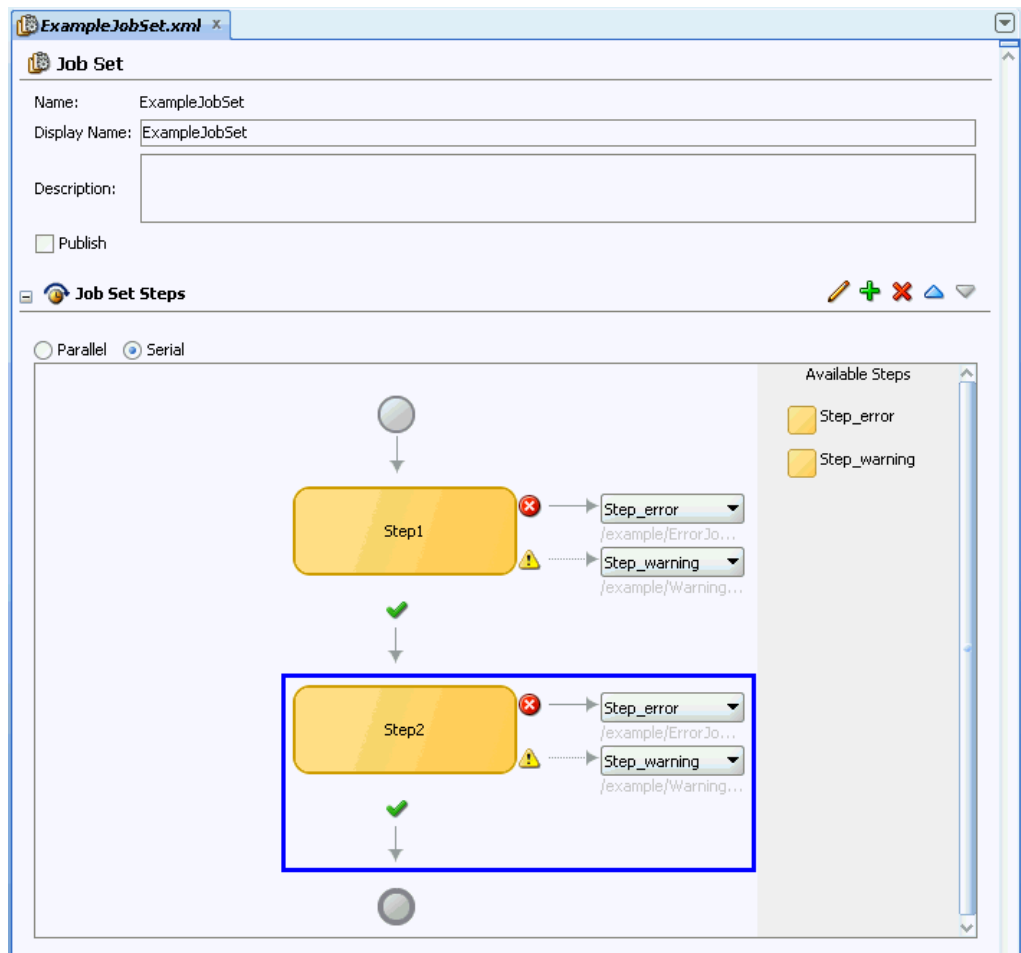 ExampleJobSet.xml
Job Set
Name: ExampleJobSet
Display Name: ExampleJobSet
Description:
Publish
Job Set Steps
Parallel Serial
Available Steps
Step_error
Step_warning
Step1
Step_error
/example/ErrorJo...
Step_warning
/example/Warning...
Step2
Step_error
/example/ErrorJo...
Step_warning
/example/Warning...